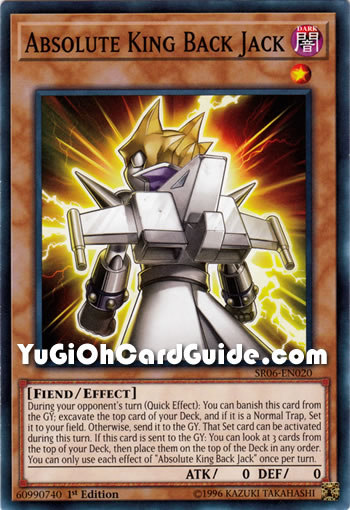 ABSOLUTE KING BACK JACK
DARK
闇
YuGiOhCardGuide.com
SR06-EN020
[FIEND/EFFECT]
During your opponent's turn (Quick Effect): You can banish this card
from the GY; excavate the top card of your Deck, and if it is a Normal Trap, Set
it to your field. Otherwise, send it to the GY. That Set card can be activated
during this turn. If this card is sent to the GY: You can look at 3 cards from
the top of your Deck, then place them on the top of the Deck in any order.
You can only use each effect of "Absolute King Back Jack" once per turn.
ATK/ 0 DEF/ 0
60990740 1st Edition ©1996 KAZUKI TAKAHASHI